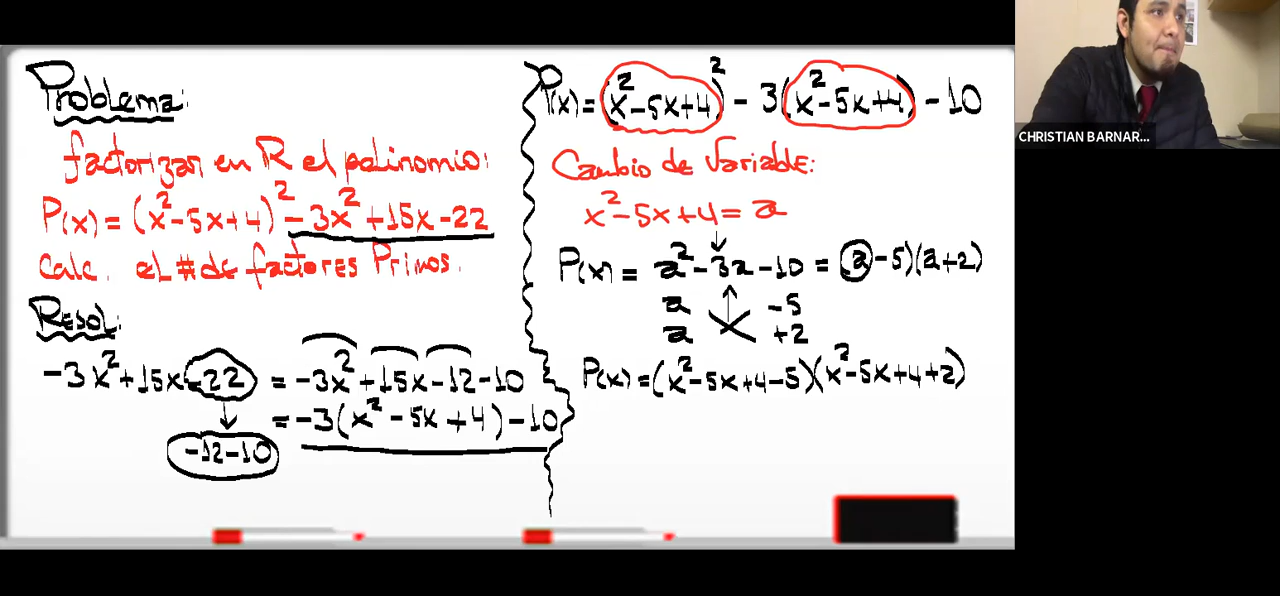 Problema:
factorizar en R el polinomio:
P(x) = (x²-5x+4)² -3x²+15x-22
calc. el # de factores Primos.
Resol:
-3x²+15x-22 = -3x²+15x-12-10
= -3(x²-5x+4)-10
-12-10
P(x) = (x²-5x+4)² - 3(x²-5x+4) - 10
Cambio de Variable:
x²-5x+4 = a
P(x) = a²-3a-10 = (a-5)(a+2)
a -5
a +2
P(x) = (x²-5x+4-5)(x²-5x+4+2)
CHRISTIAN BARNAR...